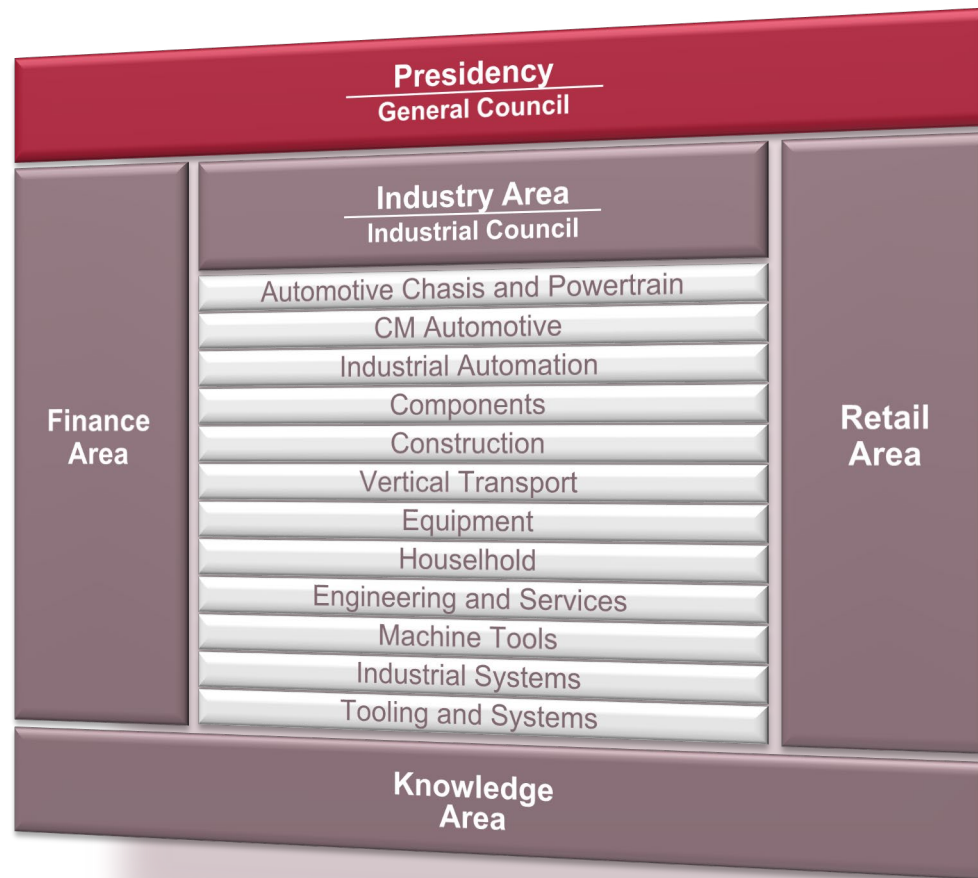 Presidency
General Council
Industry Area
Industrial Council
Automotive Chasis and Powertrain
CM Automotive
Industrial Automation
Components
Construction
Vertical Transport
Equipment
Houselhold
Engineering and Services
Machine Tools
Industrial Systems
Tooling and Systems
Finance
Area
Retail
Area
Knowledge
Area